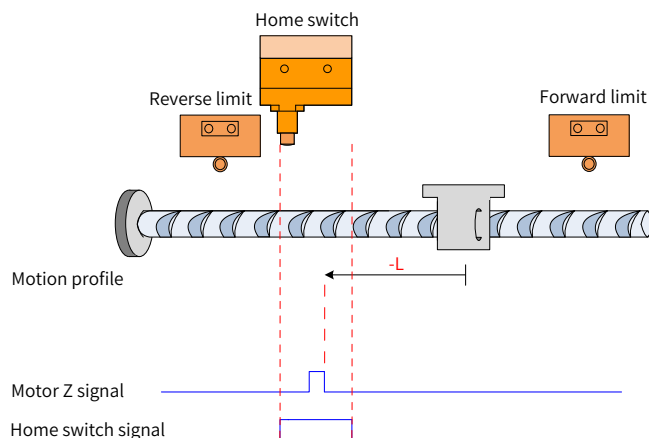 Home switch
Reverse limit
Forward limit
Motion profile
-L
Motor Z signal
Home switch signal